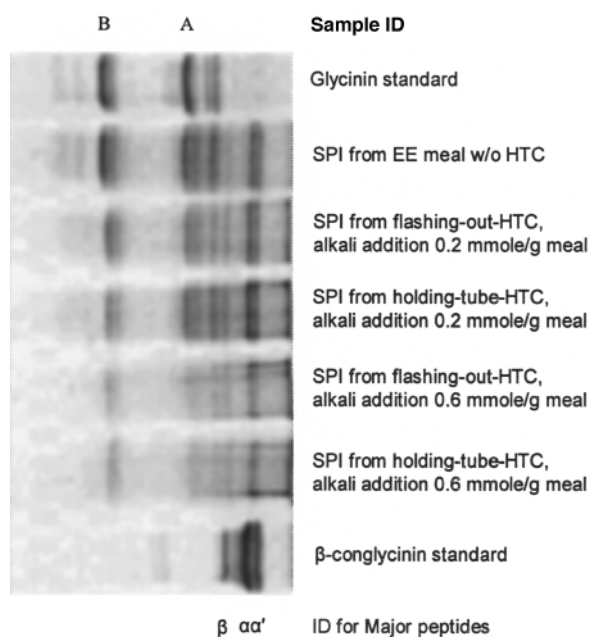 B A Sample ID
Glycinin standard
SPI from EE meal w/o HTC
SPI from flashing-out-HTC,
alkali addition 0.2 mmole/g meal
SPI from holding-tube-HTC,
alkali addition 0.2 mmole/g meal
SPI from flashing-out-HTC,
alkali addition 0.6 mmole/g meal
SPI from holding-tube-HTC,
alkali addition 0.6 mmole/g meal
β-conglycinin standard
β αα′ ID for Major peptides